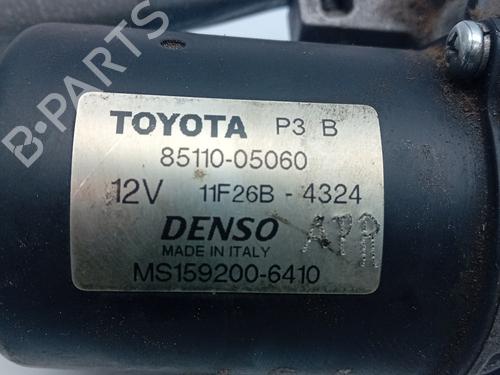 TOYOTA P3 B
85110-05060
12V 11F26B - 4324
DENSO
MADE IN ITALY
MS159200-6410
B-PARTS